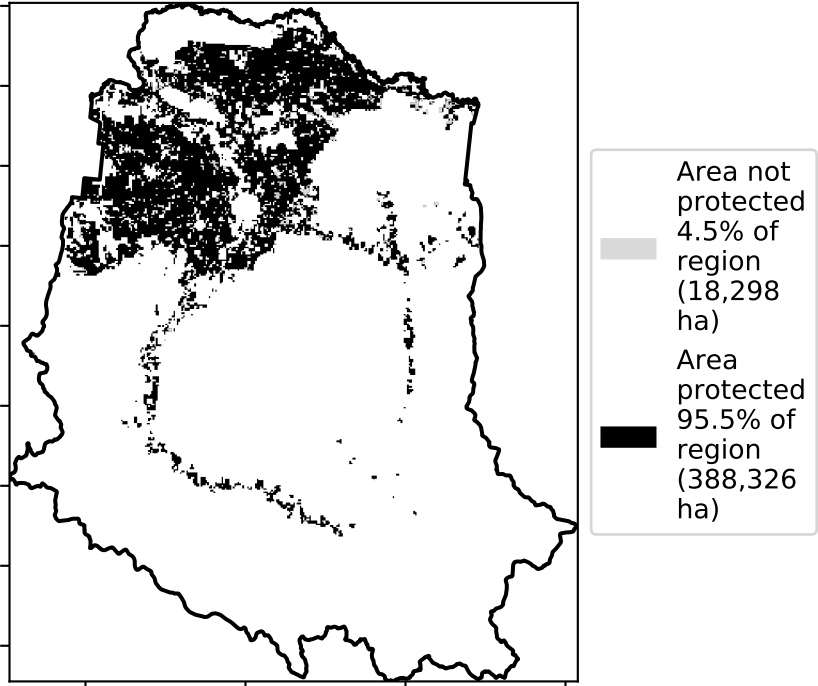 Area not
protected
4.5% of
region
(18,298
ha)
Area
protected
95.5% of
region
(388,326
ha)